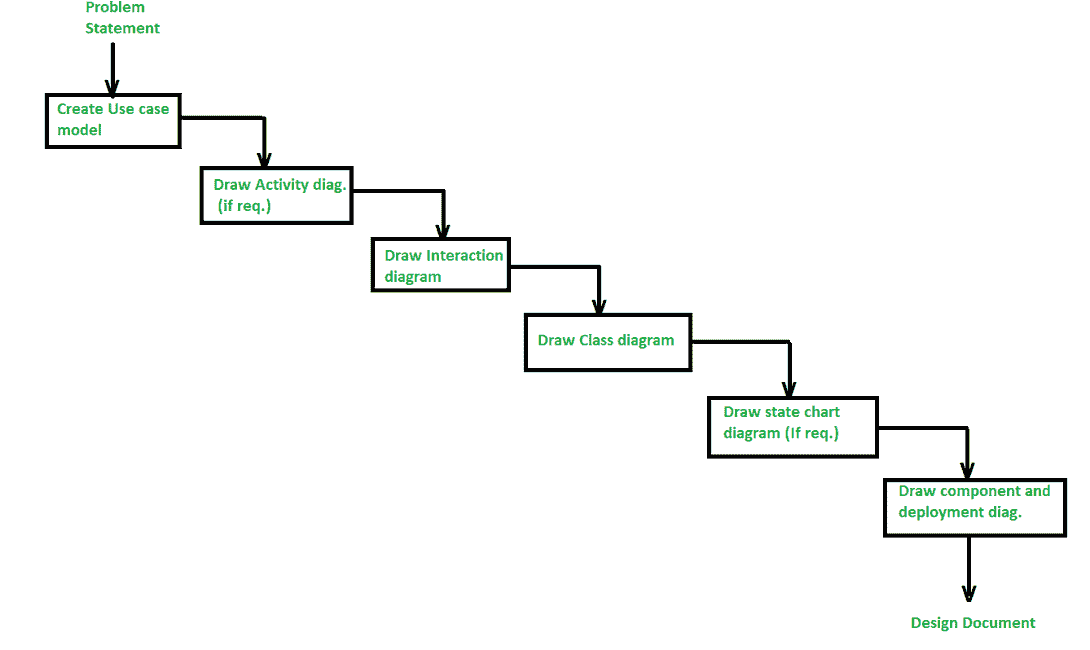 Problem
Statement
Create Use case
model
Draw Activity diag.
(if req.)
Draw Interaction
diagram
Draw Class diagram
Draw state chart
diagram (If req.)
Draw component and
deployment diag.
Design Document